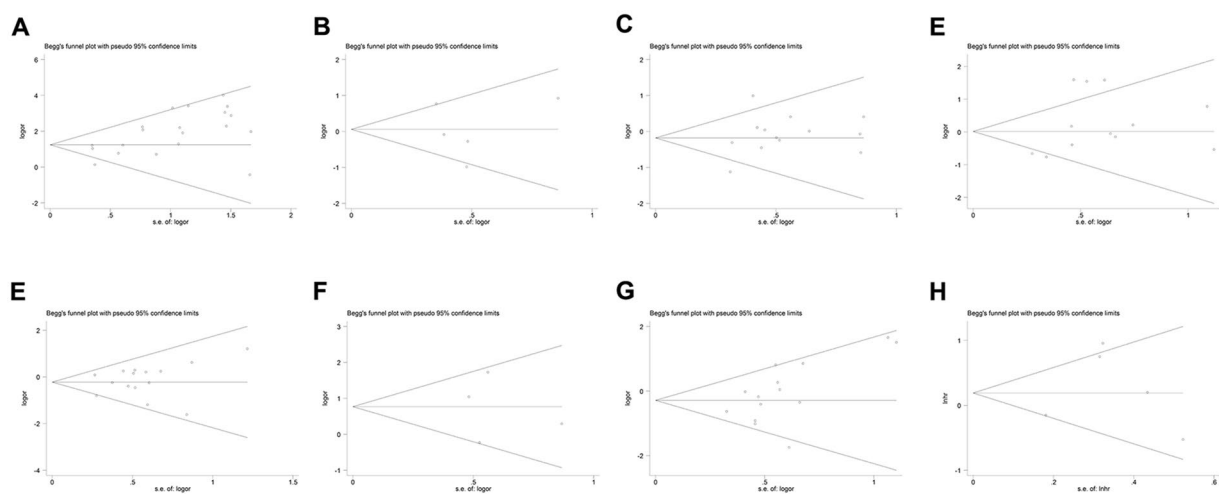 A
Begg's funnel plot with pseudo 95% confidence limits
logor
6
4
2
0
-2
0 .5 1 1.5 2
s.e. of: logor
B
Begg's funnel plot with pseudo 95% confidence limits
logor
2
1
0
-1
-2
0 .5 1
s.e. of: logor
C
Begg's funnel plot with pseudo 95% confidence limits
logor
2
1
0
-1
-2
0 .5 1
s.e. of: logor
E
Begg's funnel plot with pseudo 95% confidence limits
logor
2
1
0
-1
-2
0 .5 1
s.e. of: logor
E
Begg's funnel plot with pseudo 95% confidence limits
logor
2
0
-2
-4
0 .5 1 1.5
s.e. of: logor
F
Begg's funnel plot with pseudo 95% confidence limits
logor
3
2
1
0
-1
0 .5 1
s.e. of: logor
G
Begg's funnel plot with pseudo 95% confidence limits
logor
2
0
-2
0 .5 1
s.e. of: logor
H
Begg's funnel plot with pseudo 95% confidence limits
lnhr
1
0
-1
0 .2 .4 .6
s.e. of: lnhr